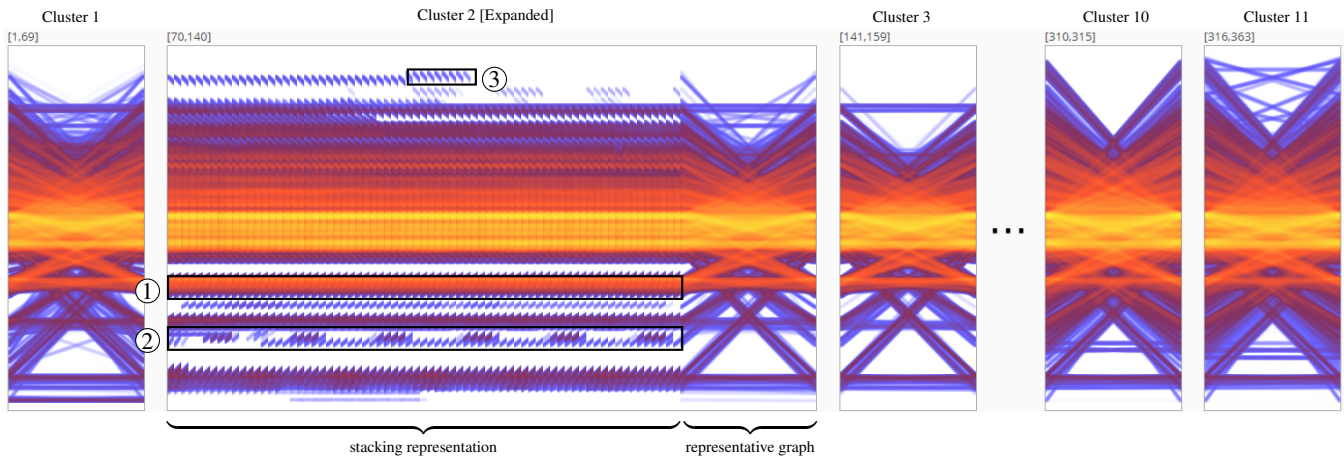 Cluster 1
Cluster 2 [Expanded]
Cluster 3
Cluster 10
Cluster 11
[1,69]
[70,140]
[141,159]
[310,315]
[316,363]
③
①
②
...
stacking representation
representative graph